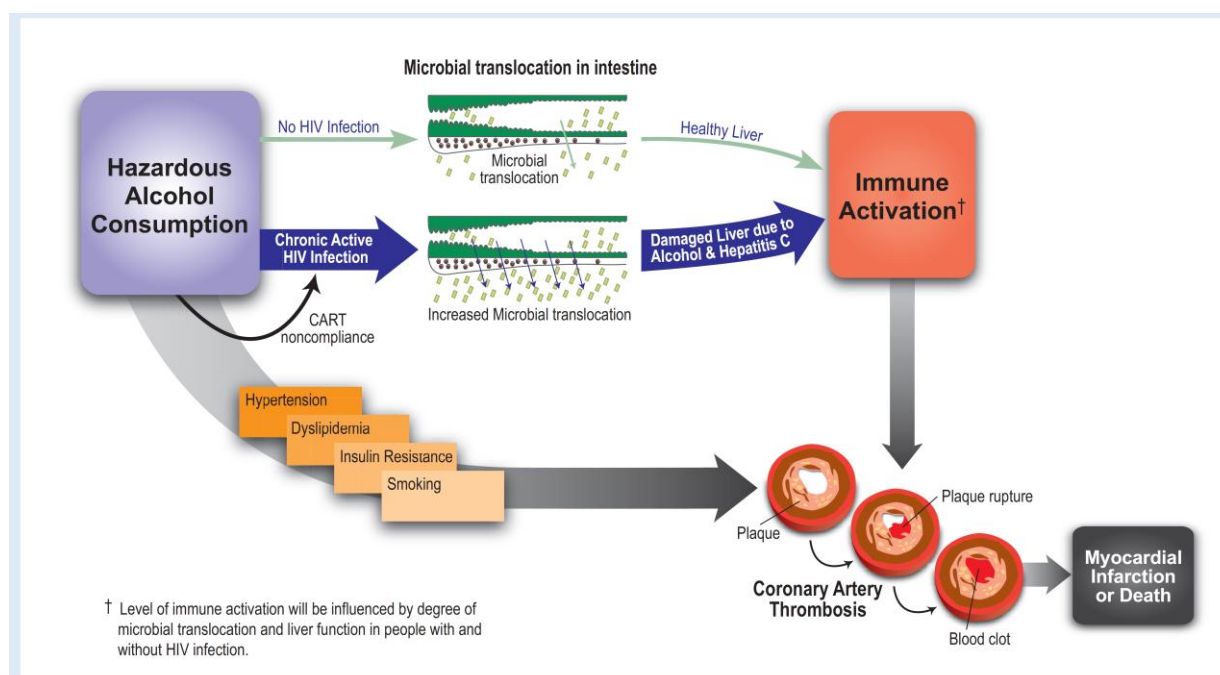 Microbial translocation in intestine
No HIV Infection
Healthy Liver
Hazardous
Alcohol
Consumption
Microbial
translocation
Immune
Activation†
Chronic Active
HIV Infection
Damaged Liver due to
Alcohol & Hepatitis C
Increased Microbial translocation
CART
noncompliance
Hypertension
Dyslipidemia
Insulin Resistance
Smoking
Plaque
Plaque rupture
Coronary Artery
Thrombosis
Blood clot
Myocardial
Infarction
or Death
† Level of immune activation will be influenced by degree of
microbial translocation and liver function in people with and
without HIV infection.